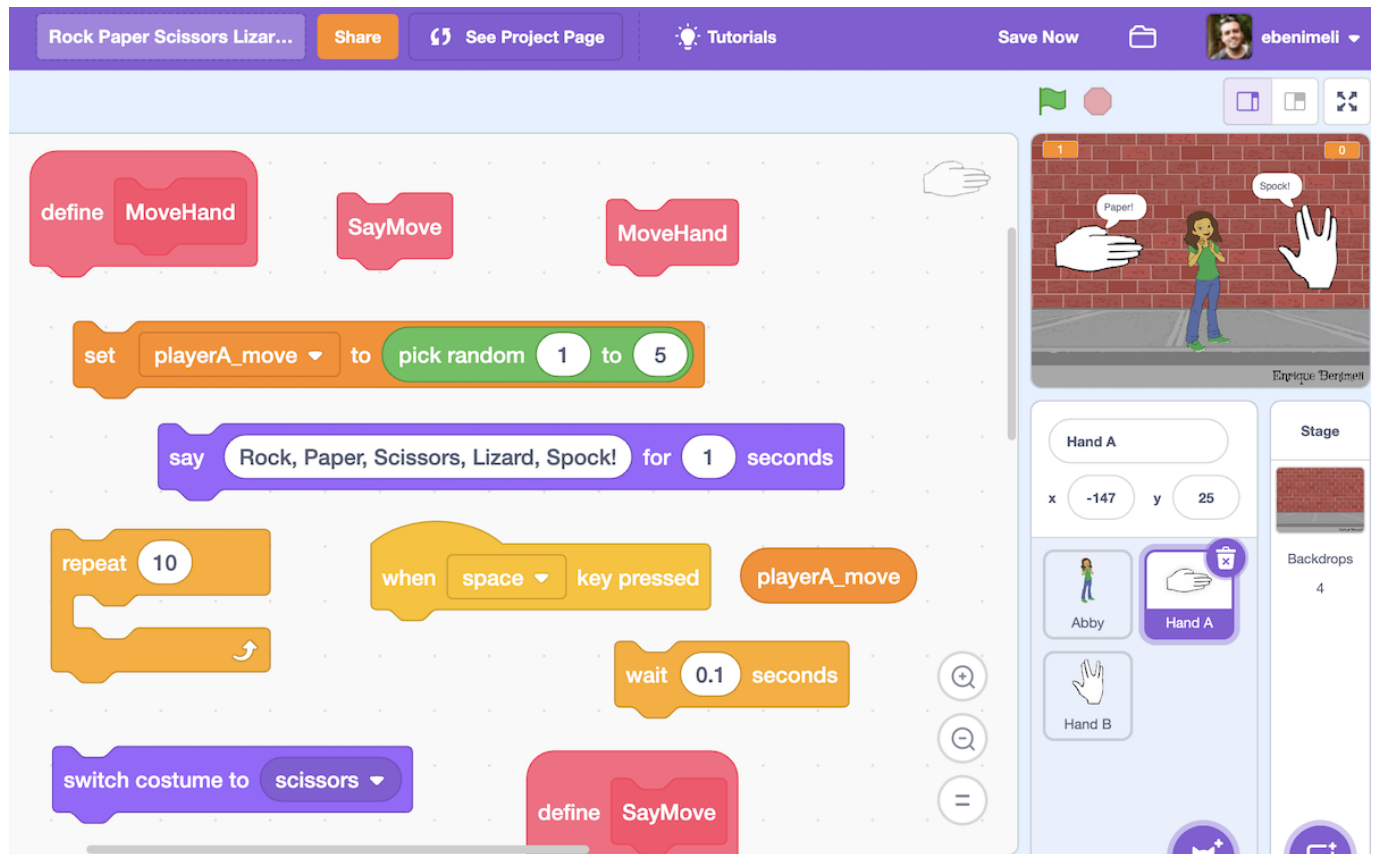 Rock Paper Scissors Lizar...
Share
See Project Page
Tutorials
Save Now
ebenimeli
define MoveHand
SayMove
MoveHand
set playerA_move to pick random 1 to 5
say Rock, Paper, Scissors, Lizard, Spock! for 1 seconds
repeat 10
when space key pressed
playerA_move
wait 0.1 seconds
switch costume to scissors
define SayMove
1
0
Paper!
Spock!
Enrique Benimeli
Hand A
x -147 y 25
Abby
Hand A
Hand B
Stage
Backdrops
4